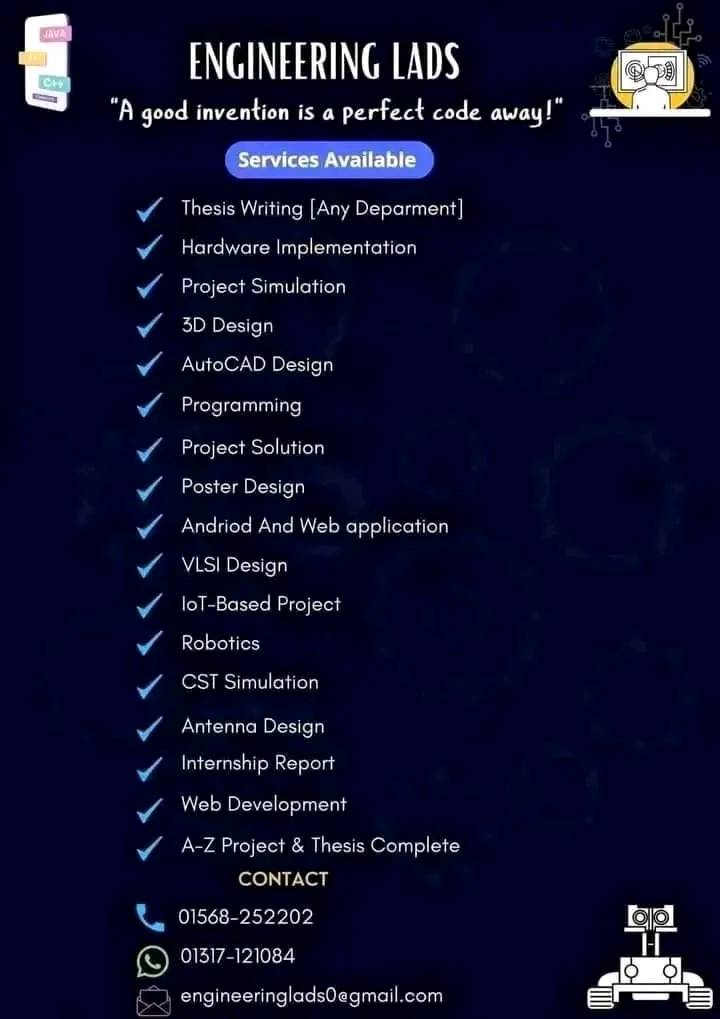 JAVA
C++
ENGINEERING LADS
"A good invention is a perfect code away!"
Services Available
Thesis Writing [Any Deparment]
Hardware Implementation
Project Simulation
3D Design
AutoCAD Design
Programming
Project Solution
Poster Design
Andriod And Web application
VLSI Design
IoT-Based Project
Robotics
CST Simulation
Antenna Design
Internship Report
Web Development
A-Z Project & Thesis Complete
CONTACT
01568-252202
01317-121084
engineeringlads0@gmail.com